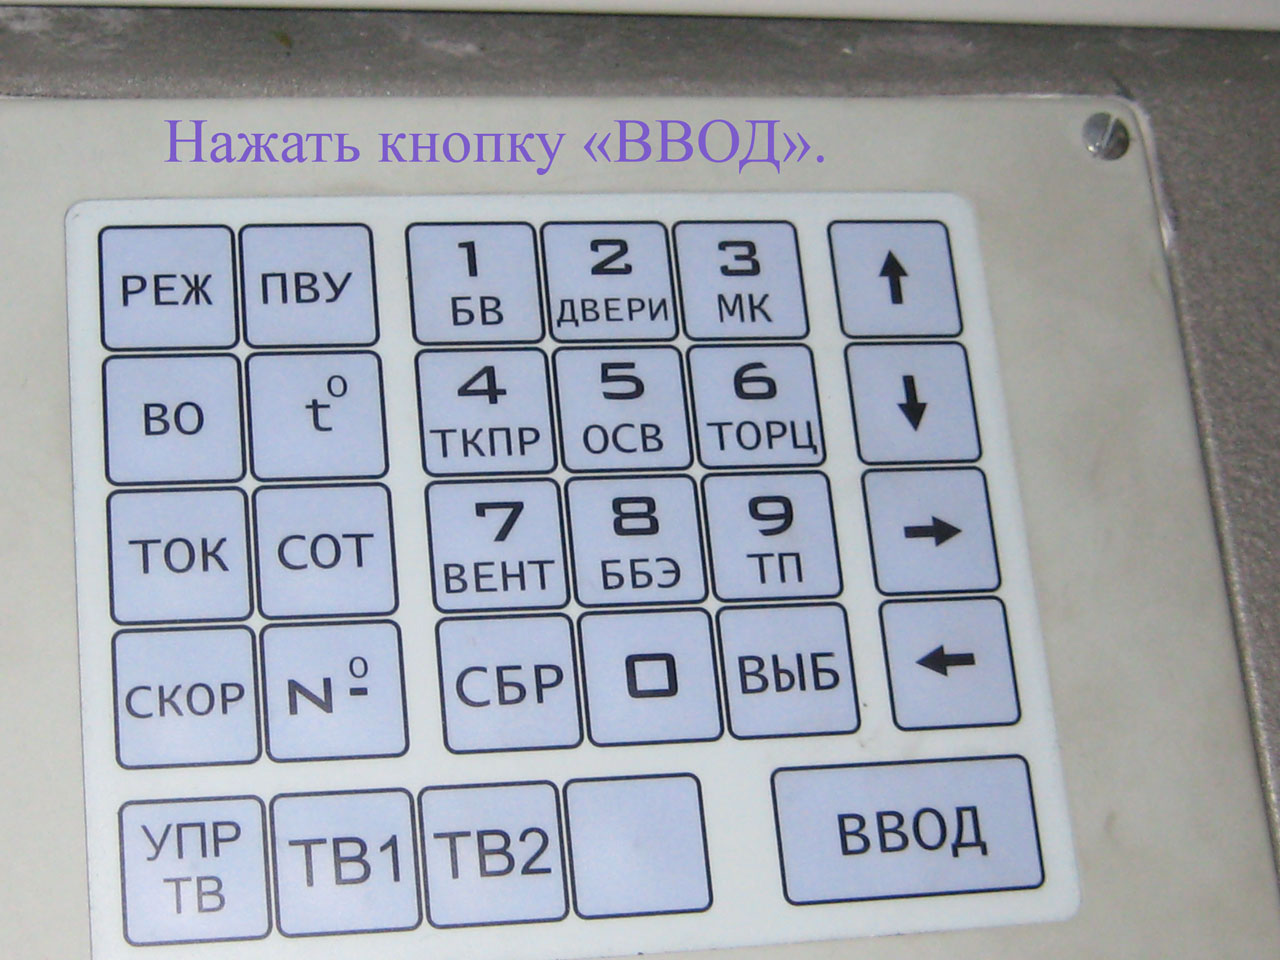 Нажать кнопку «ВВОД».
РЕЖ ПВУ 1 БВ 2 ДВЕРИ 3 МК ↑
ВО t° 4 ТКПР 5 ОСВ 6 ТОРЦ ↓
ТОК СОТ 7 ВЕНТ 8 ББЭ 9 ТП →
СКОР № СБР 0 ВЫБ ←
УПР ТВ ТВ1 ТВ2 ВВОД